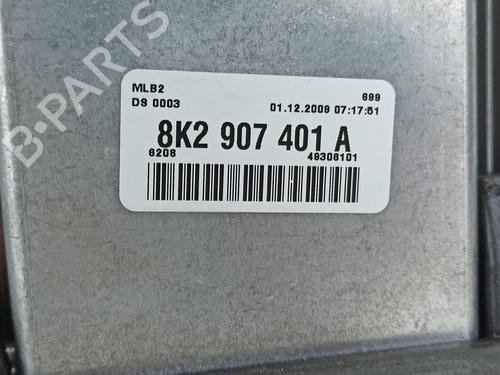 B-PARTS
MLB2 699
DS 0003 01.12.2009 07:17:51
8K2 907 401 A
6208 49306101